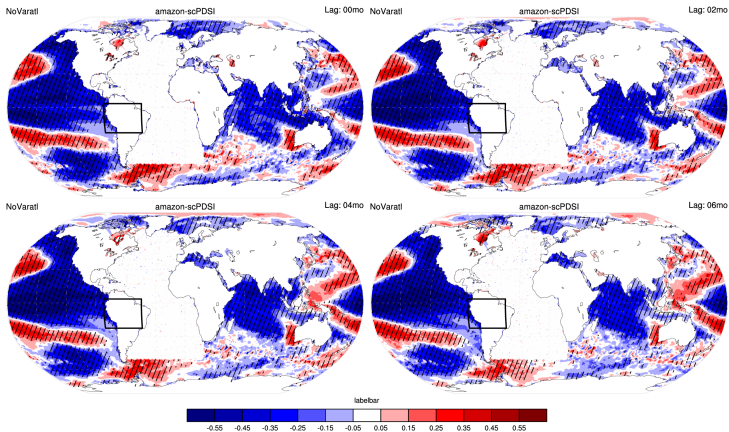 NoVaratl amazon-scPDSI Lag: 00mo
NoVaratl amazon-scPDSI Lag: 02mo
NoVaratl amazon-scPDSI Lag: 04mo
NoVaratl amazon-scPDSI Lag: 06mo
labelbar
-0.55 -0.45 -0.35 -0.25 -0.15 -0.05 0.05 0.15 0.25 0.35 0.45 0.55